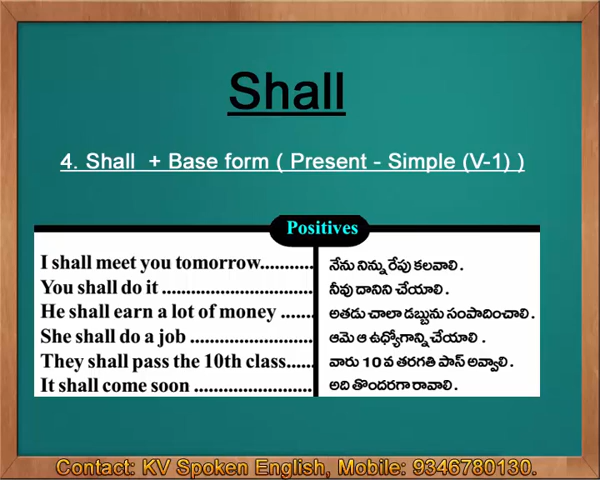 Shall
4. Shall + Base form ( Present - Simple (V-1) )
Positives
I shall meet you tomorrow........... నేను నిన్ను రేపు కలవాలి.
You shall do it ................................ నీవు దానిని చేయాలి.
He shall earn a lot of money ....... అతడు చాలా డబ్బును సంపాదించాలి.
She shall do a job .......................... ఆమె ఆ ఉద్యోగాన్ని చేయాలి.
They shall pass the 10th class...... వారు 10 వ తరగతి పాస్ అవ్వాలి.
It shall come soon ......................... అది తొందరగా రావాలి.
Contact: KV Spoken English, Mobile: 9346780130.